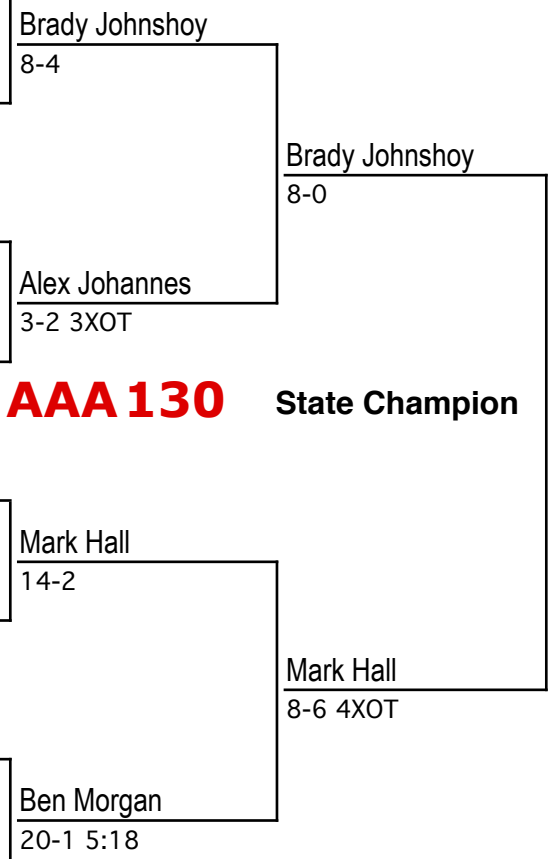 Brady Johnshoy
8-4
Brady Johnshoy
8-0
Alex Johannes
3-2 3XOT
AAA 130 State Champion
Mark Hall
14-2
Mark Hall
8-6 4XOT
Ben Morgan
20-1 5:18